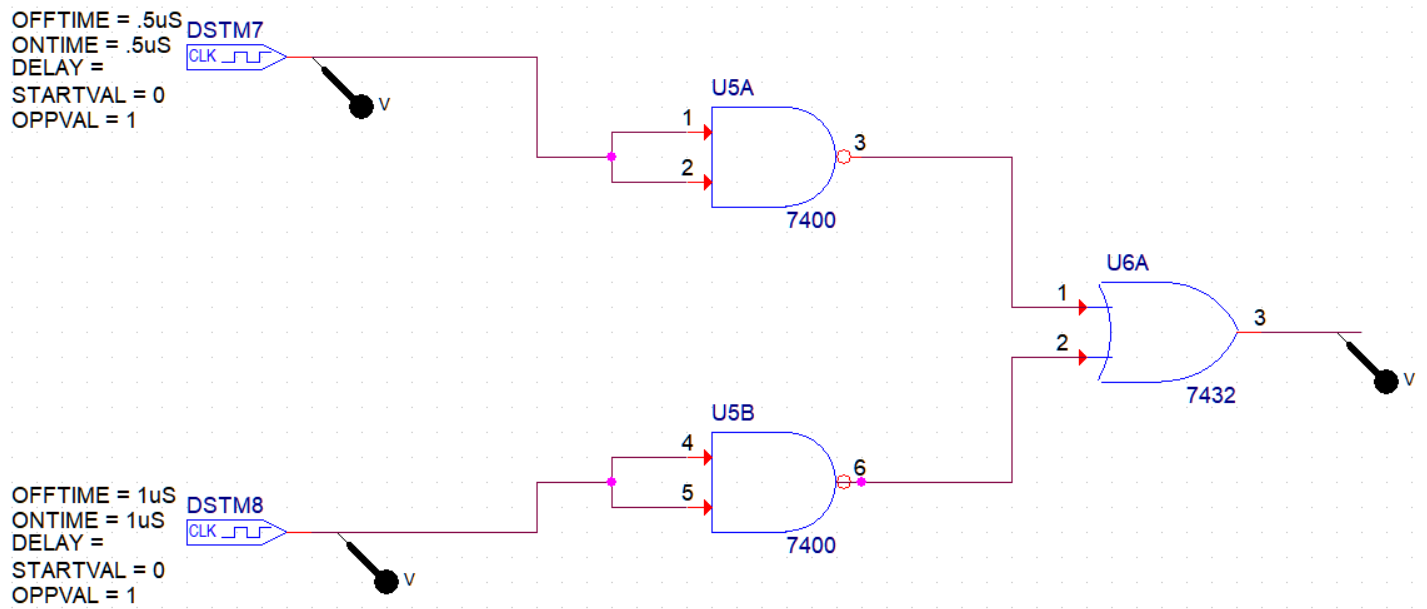 OFFTIME = .5uS
DSTM7
ONTIME = .5uS
CLK
DELAY =
STARTVAL = 0
OPPVAL = 1
V
U5A
1
2
3
7400
U6A
1
2
3
7432
V
U5B
4
5
6
7400
OFFTIME = 1uS
DSTM8
ONTIME = 1uS
CLK
DELAY =
STARTVAL = 0
OPPVAL = 1
V